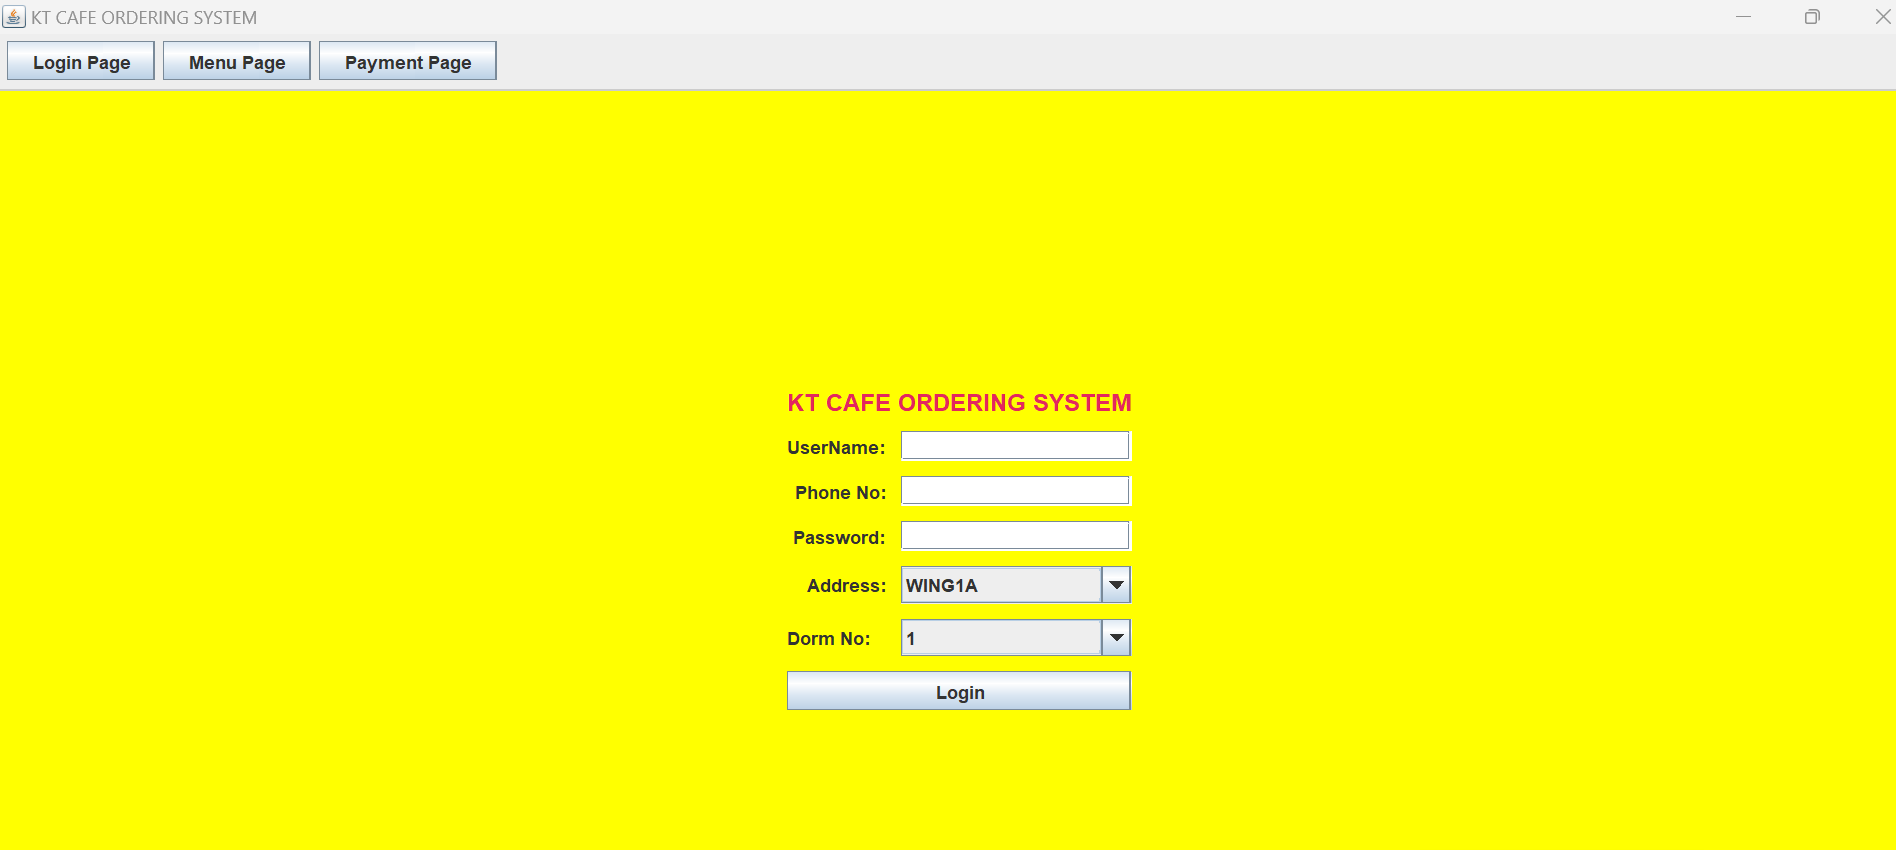 KT CAFE ORDERING SYSTEM
Login Page Menu Page Payment Page
KT CAFE ORDERING SYSTEM
UserName:
Phone No:
Password:
Address: WING1A
Dorm No: 1
Login